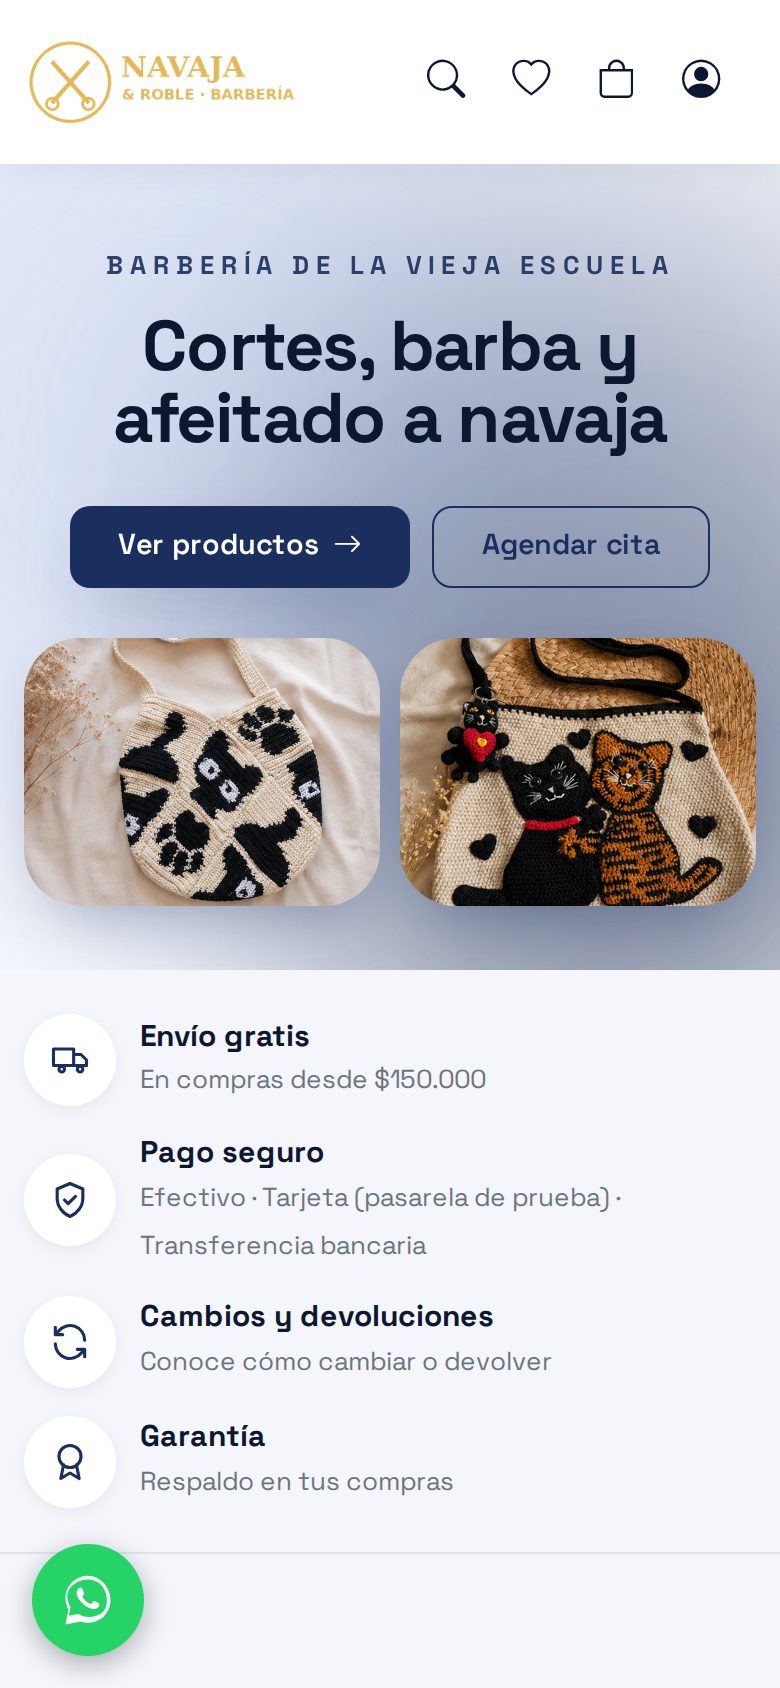 NAVAJA
& ROBLE · BARBERÍA
BARBERÍA DE LA VIEJA ESCUELA
Cortes, barba y
afeitado a navaja
Ver productos →
Agendar cita
Envío gratis
En compras desde $150.000
Pago seguro
Efectivo · Tarjeta (pasarela de prueba) ·
Transferencia bancaria
Cambios y devoluciones
Conoce cómo cambiar o devolver
Garantía
Respaldo en tus compras